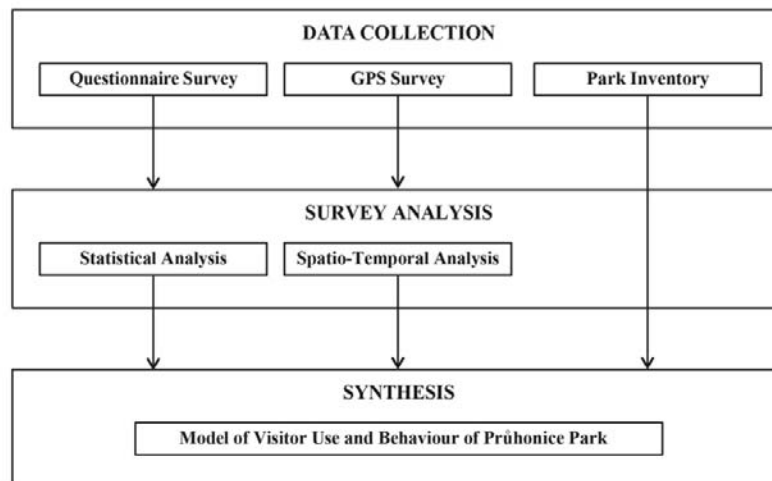 DATA COLLECTION
Questionnaire Survey
GPS Survey
Park Inventory
SURVEY ANALYSIS
Statistical Analysis
Spatio-Temporal Analysis
SYNTHESIS
Model of Visitor Use and Behaviour of Průhonice Park